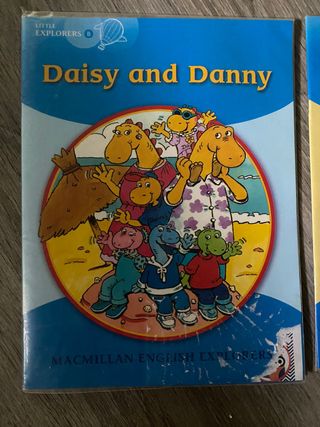 LITTLE
EXPLORERS B
Daisy and Danny
MACMILLAN ENGLISH EXPLORERS